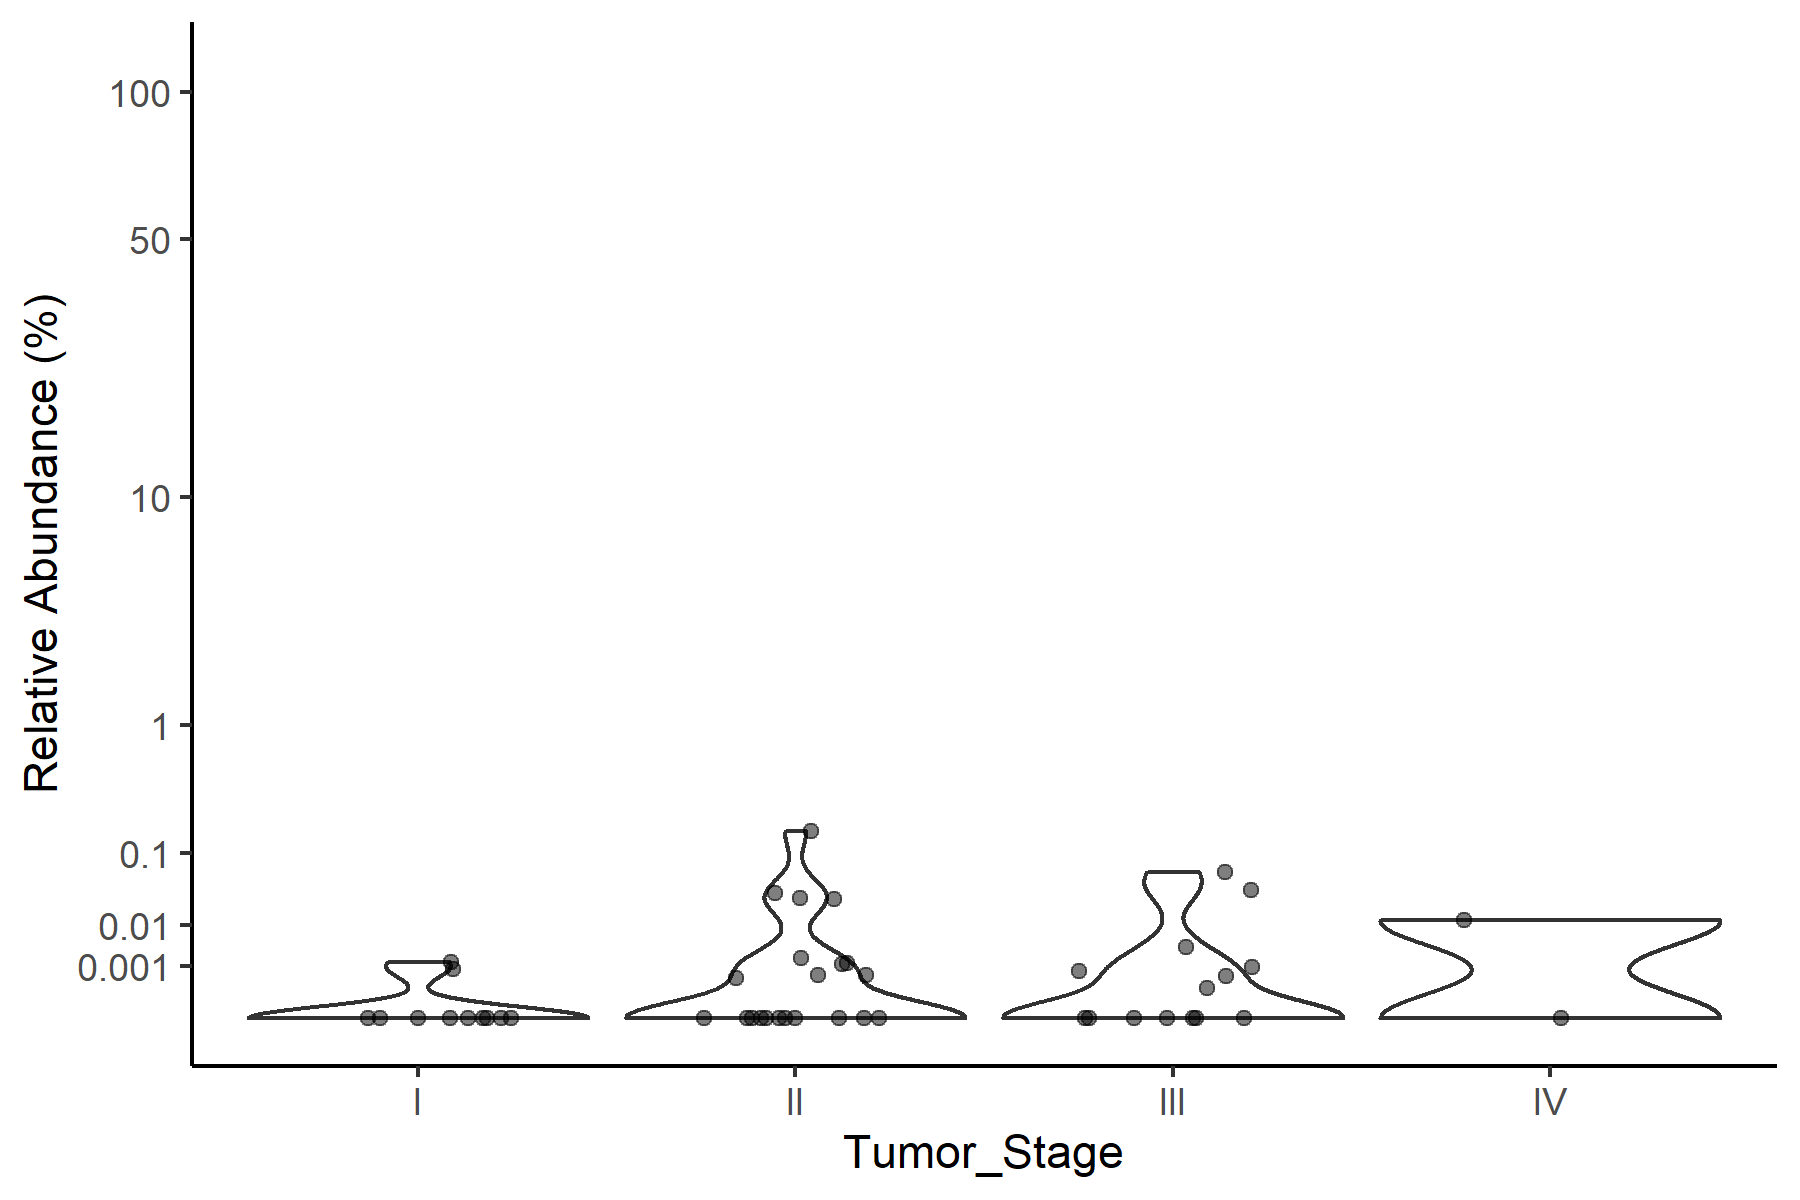 Relative Abundance (%)
100
50
10
1
0.1
0.01
0.001
I
II
III
IV
Tumor_Stage